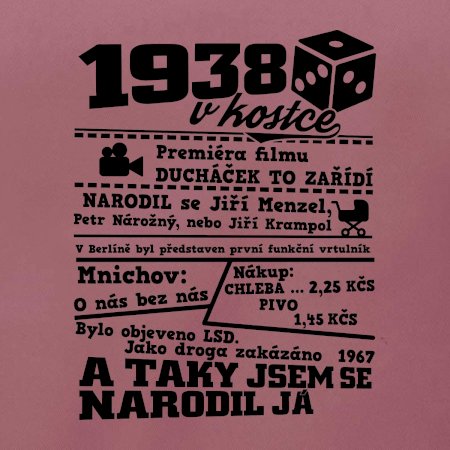 1938
v kostce
Premiéra filmu
DUCHÁČEK TO ZAŘÍDÍ
NARODIL se Jiří Menzel,
Petr Nárožný, nebo Jiří Krampol
V Berlíně byl představen první funkční vrtulník
Mnichov:
O nás bez nás
Nákup:
CHLEBA ... 2,25 KČS
PIVO
1,45 KČS
Bylo objeveno LSD.
Jako droga zakázáno 1967
A TAKY JSEM SE
NARODIL JÁ